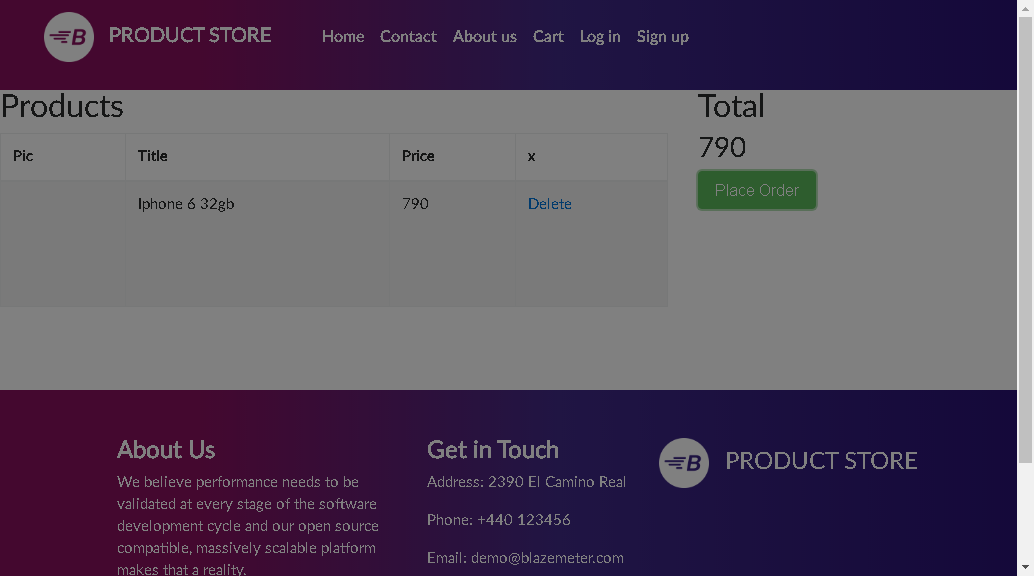 B PRODUCT STORE Home Contact About us Cart Log in Sign up
Products
Pic Title Price x
Iphone 6 32gb 790 Delete
Total
790
Place Order
About Us
We believe performance needs to be
validated at every stage of the software
development cycle and our open source
compatible, massively scalable platform
makes that a reality.
Get in Touch
Address: 2390 El Camino Real
Phone: +440 123456
Email: demo@blazemeter.com
B PRODUCT STORE